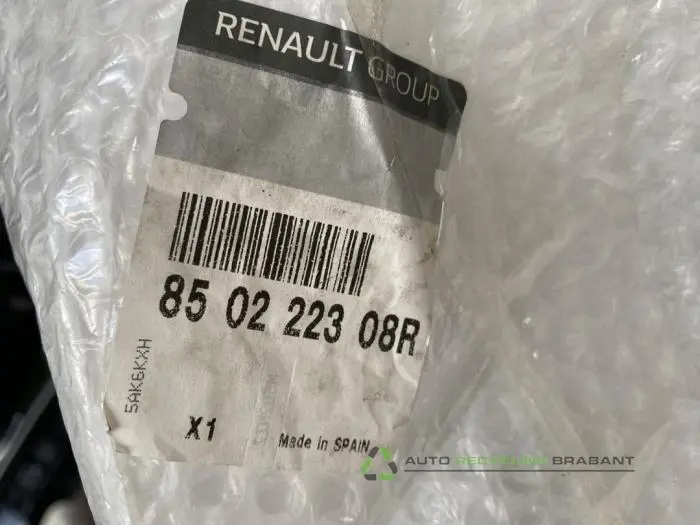 RENAULT GROUP
85 02 223 08R
5AK6KXH
X1
Made in SPAIN
AUTO RECYCLING BRABANT